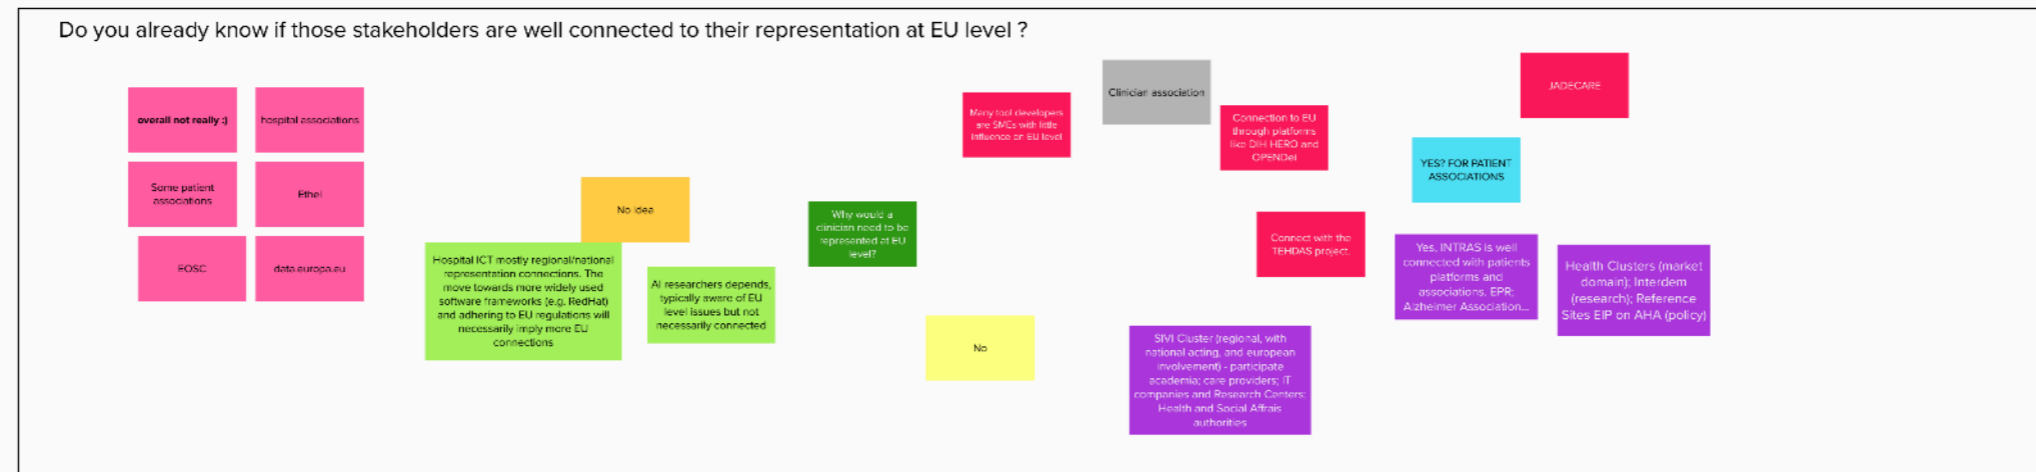 Do you already know if those stakeholders are well connected to their representation at EU level ?
overall not really :)
hospital associations
Some patient
associations
Ethel
EOSC
data.europa.eu
No idea
Hospital ICT mostly regional/national
representation connections. The
move towards more widely used
software frameworks (e.g. RedHat)
and adhering to EU regulations will
necessarily imply more EU
connections
AI researchers depends,
typically aware of EU
level issues but not
necessarily connected
Why would a
clinician need to be
represented at EU
level?
No
Many tool developers
are SMEs with little
influence on EU level
Clinician association
Connection to EU
through platforms
like DIH HERO and
OPENDei
JADECARE
YES? FOR PATIENT
ASSOCIATIONS
Connect with the
TEHDAS project.
Yes, INTRAS is well
connected with patients
platforms and
associations. EPR;
Alzheimer Association...
Health Clusters (market
domain); Interdem
(research); Reference
Sites EIP on AHA (policy)
SIVI Cluster (regional, with
national acting, and european
involvement) - participate
academia; care providers; IT
companies and Research Centers;
Health and Social Affrais
authorities